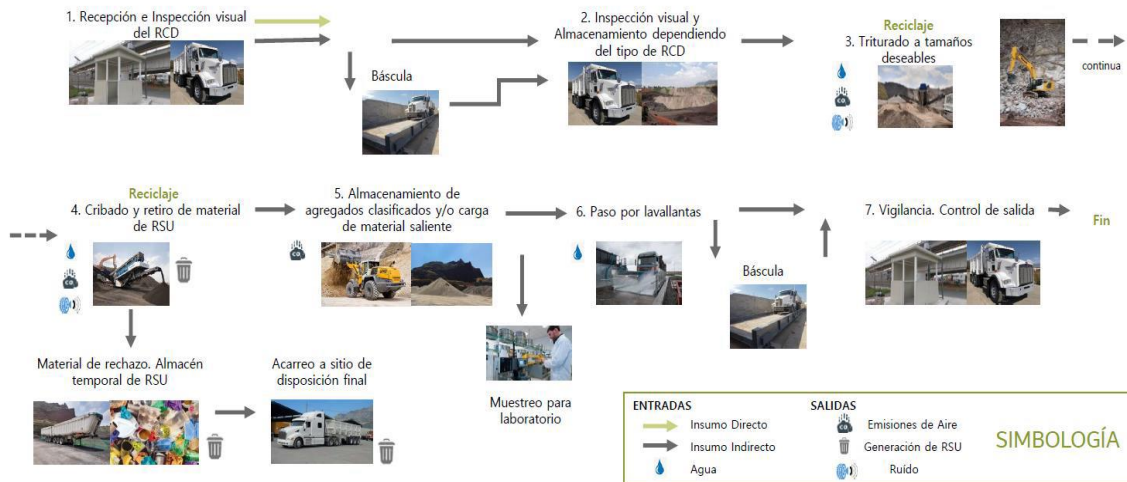 1. Recepción e Inspección visual
del RCD
Báscula
2. Inspección visual y
Almacenamiento dependiendo
del tipo de RCD
Reciclaje
3. Triturado a tamaños
deseables
continua
Reciclaje
4. Cribado y retiro de material
de RSU
5. Almacenamiento de
agregados clasificados y/o carga
de material saliente
6. Paso por lavallantas
Báscula
7. Vigilancia. Control de salida
Fin
Material de rechazo. Almacén
temporal de RSU
Acarreo a sitio de
disposición final
Muestreo para
laboratorio
ENTRADAS
Insumo Directo
Insumo Indirecto
Agua
SALIDAS
Emisiones de Aire
Generación de RSU
Ruído
SIMBOLOGÍA